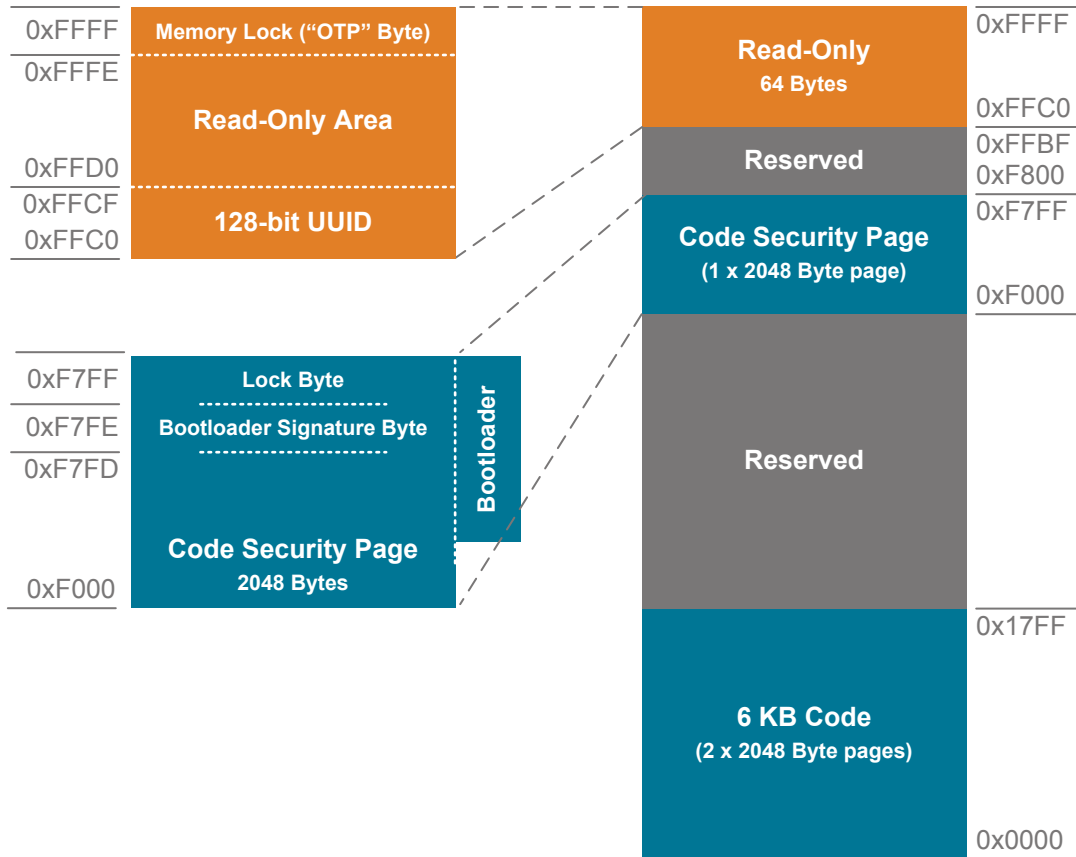 0xFFFF
Memory Lock (“OTP” Byte)
0xFFFE
Read-Only Area
0xFFD0
0xFFCF
128-bit UUID
0xFFC0
0xF7FF
Lock Byte
0xF7FE
Bootloader Signature Byte
0xF7FD
Code Security Page
2048 Bytes
0xF000
Bootloader
0xFFFF
Read-Only
64 Bytes
0xFFC0
0xFFBF
Reserved
0xF800
0xF7FF
Code Security Page
(1 x 2048 Byte page)
0xF000
Reserved
0x17FF
6 KB Code
(2 x 2048 Byte pages)
0x0000